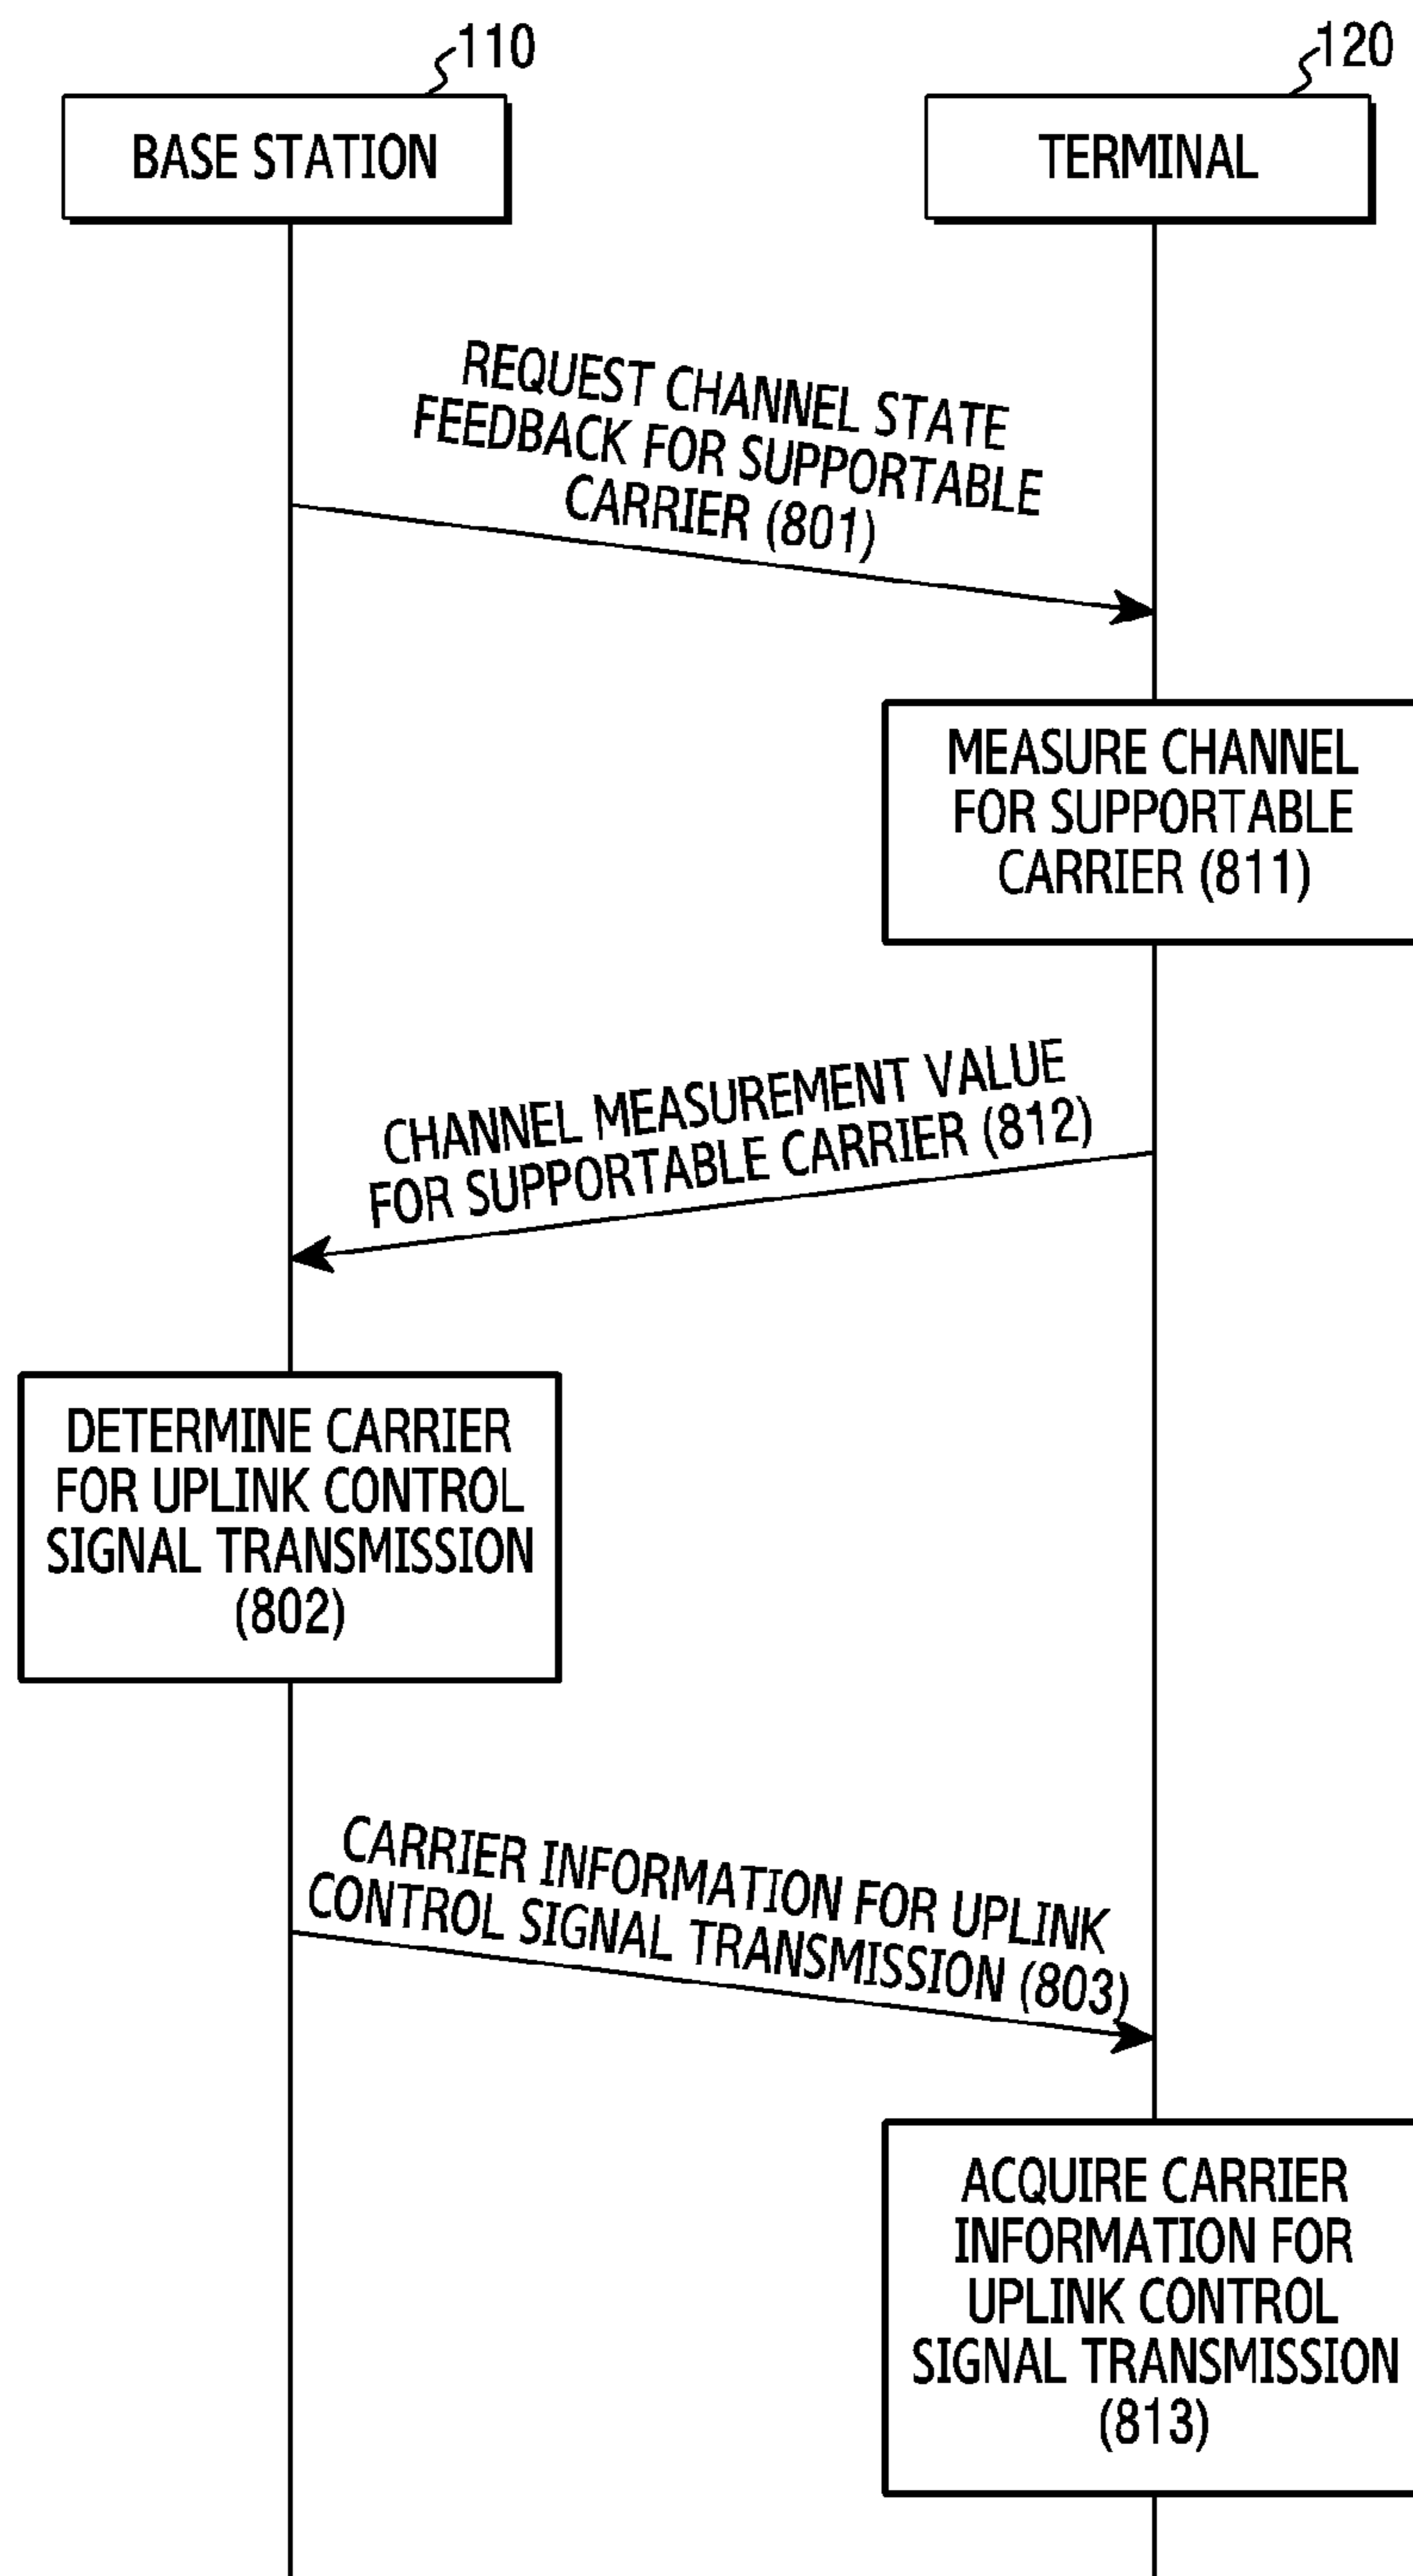 110
120
BASE STATION
TERMINAL
REQUEST CHANNEL STATE
FEEDBACK FOR SUPPORTABLE
CARRIER (801)
MEASURE CHANNEL
FOR SUPPORTABLE
CARRIER (811)
CHANNEL MEASUREMENT VALUE
FOR SUPPORTABLE CARRIER (812)
DETERMINE CARRIER
FOR UPLINK CONTROL
SIGNAL TRANSMISSION
(802)
CARRIER INFORMATION FOR UPLINK
CONTROL SIGNAL TRANSMISSION (803)
ACQUIRE CARRIER
INFORMATION FOR
UPLINK CONTROL
SIGNAL TRANSMISSION
(813)